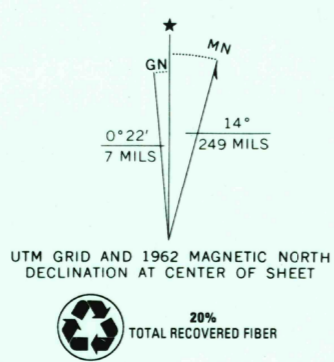 ★
GN
MN
0°22'
7 MILS
14°
249 MILS
UTM GRID AND 1962 MAGNETIC NORTH
DECLINATION AT CENTER OF SHEET
20%
TOTAL RECOVERED FIBER